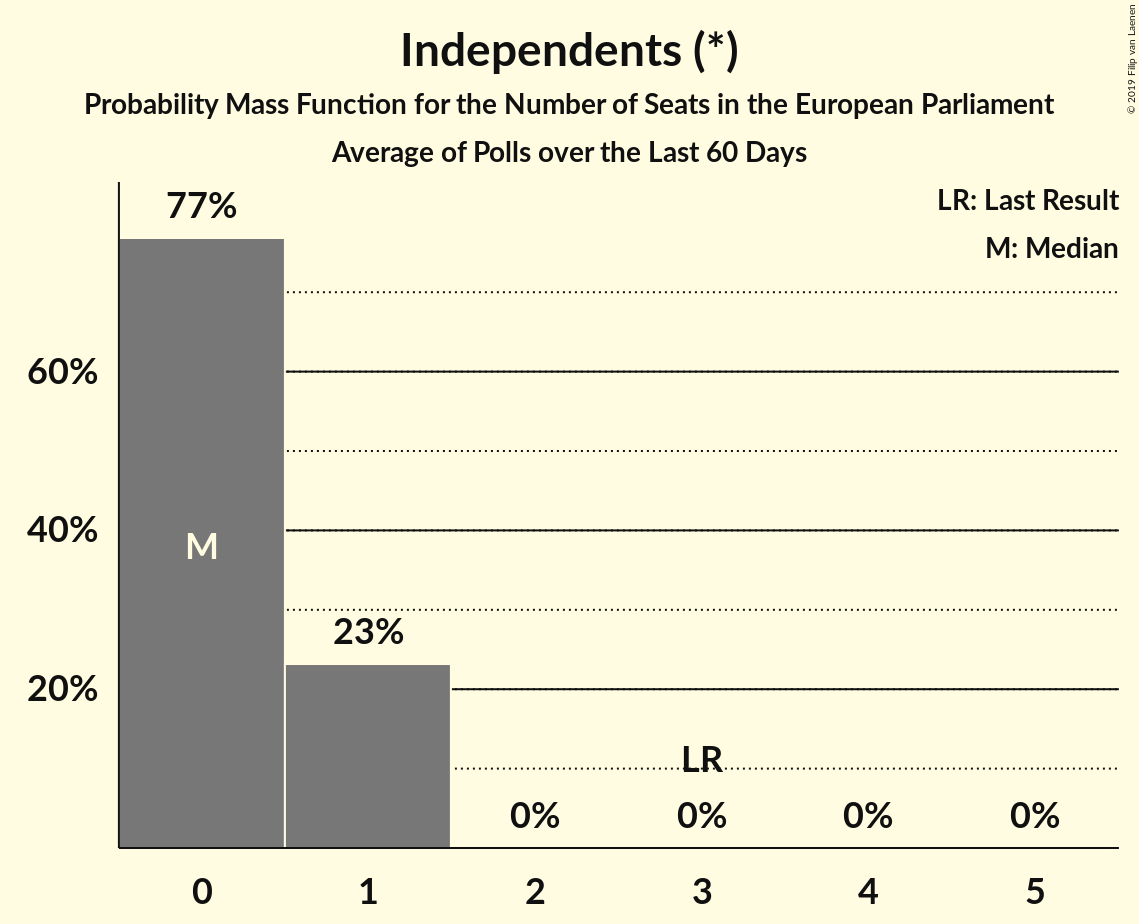 Independents (*)
Probability Mass Function for the Number of Seats in the European Parliament
Average of Polls over the Last 60 Days
© 2019 Filip van Laenen
LR: Last Result
M: Median
77%
60%
40%
M
23%
20%
LR
0%
0%
0%
0%
0
1
2
3
4
5